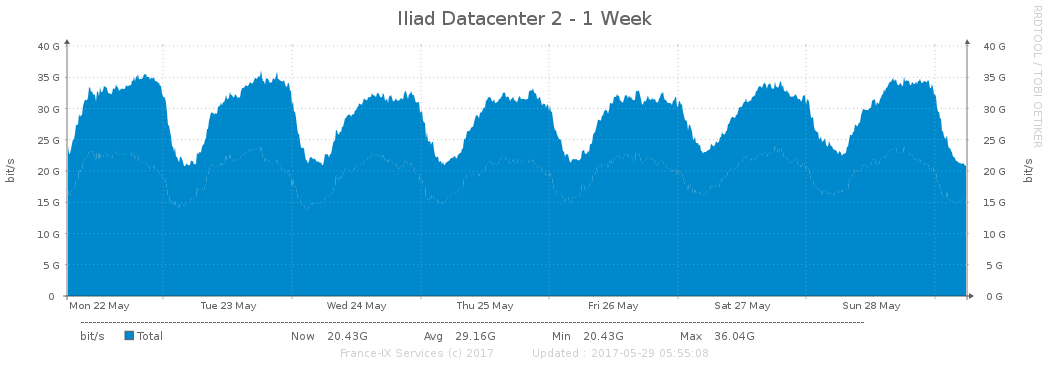 Iliad Datacenter 2 - 1 Week
RRDTOOL / TOBI OETIKER
40 G 40 G
35 G 35 G
30 G 30 G
25 G 25 G
20 G 20 G
15 G 15 G
10 G 10 G
5 G 5 G
0 0 G
bit/s bit/s
Mon 22 May Tue 23 May Wed 24 May Thu 25 May Fri 26 May Sat 27 May Sun 28 May
bit/s Total Now 20.43G Avg 29.16G Min 20.43G Max 36.04G
France-IX Services (c) 2017 Updated : 2017-05-29 05:55:08